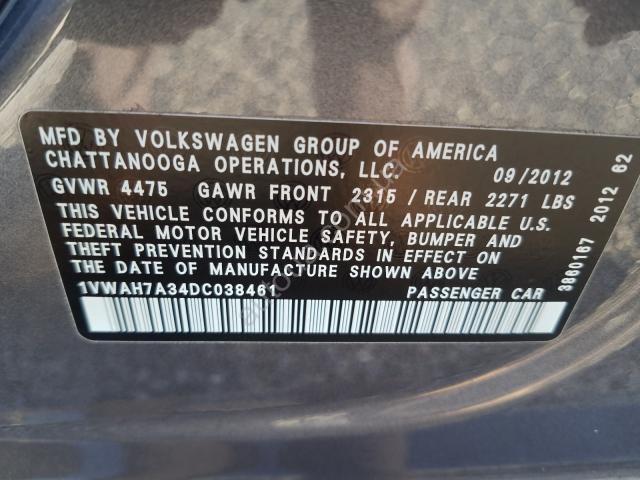 MFD BY VOLKSWAGEN GROUP OF AMERICA
CHATTANOOGA OPERATIONS, LLC. 09/2012
GVWR 4475 GAWR FRONT 2315 / REAR 2271 LBS
THIS VEHICLE CONFORMS TO ALL APPLICABLE U.S.
FEDERAL MOTOR VEHICLE SAFETY, BUMPER AND
THEFT PREVENTION STANDARDS IN EFFECT ON
THE DATE OF MANUFACTURE SHOWN ABOVE
1VWAH7A34DC038461 PASSENGER CAR
3860167 2012 62